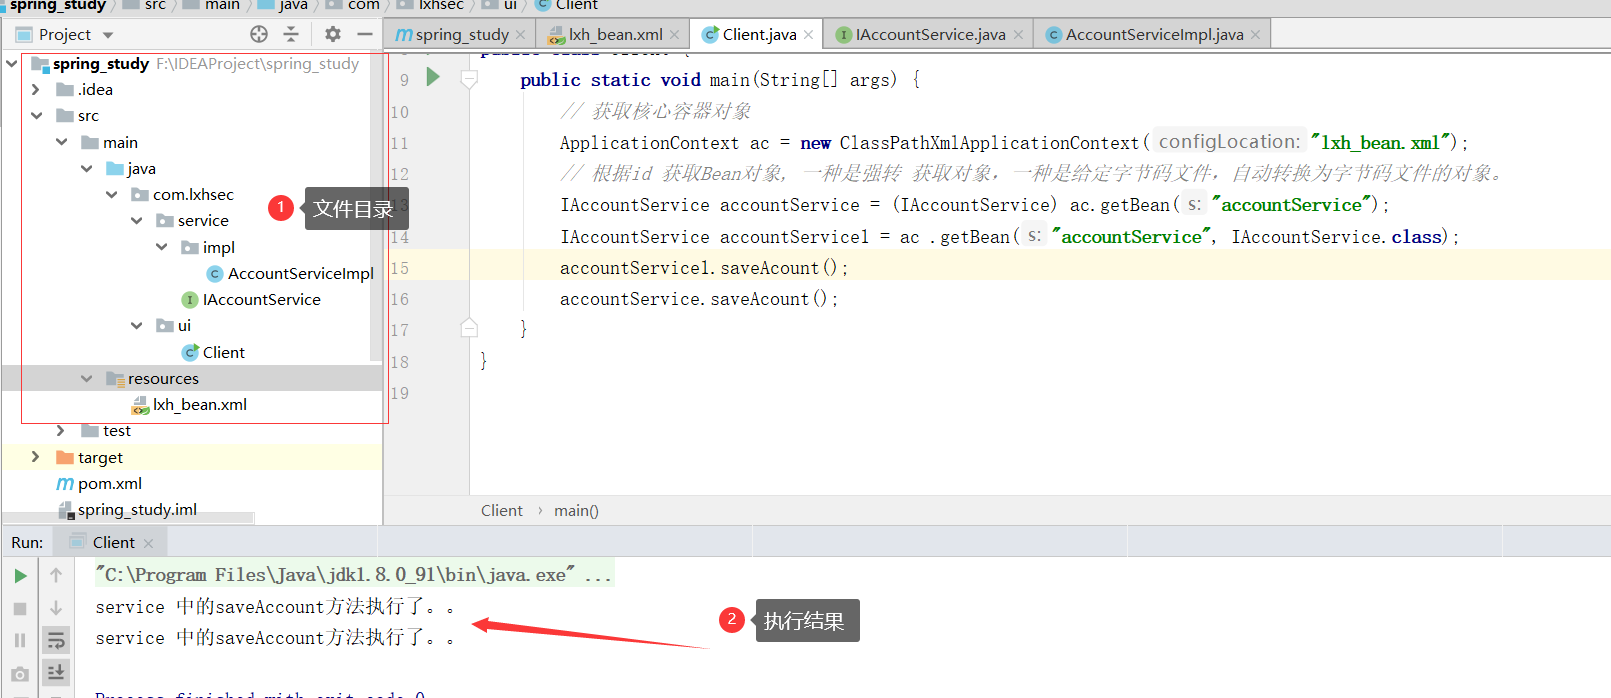 spring_study src main java com lxhsec ui Client
Project
spring_study F:\IDEAProject\spring_study
.idea
src
main
java
com.lxhsec
service
impl
AccountServiceImpl
IAccountService
ui
Client
resources
lxh_bean.xml
test
target
pom.xml
spring_study.iml
1 文件目录
spring_study lxh_bean.xml Client.java IAccountService.java AccountServiceImpl.java
9 public static void main(String[] args) {
10 // 获取核心容器对象
11 ApplicationContext ac = new ClassPathXmlApplicationContext( configLocation: "lxh_bean.xml");
12 // 根据id 获取Bean对象, 一种是强转 获取对象，一种是给定字节码文件，自动转换为字节码文件的对象。
13 IAccountService accountService = (IAccountService) ac.getBean( s: "accountService");
14 IAccountService accountService1 = ac .getBean( s: "accountService", IAccountService.class);
15 accountService1.saveAcount();
16 accountService.saveAcount();
17 }
18 }
19
Client › main()
Run: Client
"C:\Program Files\Java\jdk1.8.0_91\bin\java.exe" ...
service 中的saveAccount方法执行了。。
service 中的saveAccount方法执行了。。
2 执行结果
Process finished with exit code 0